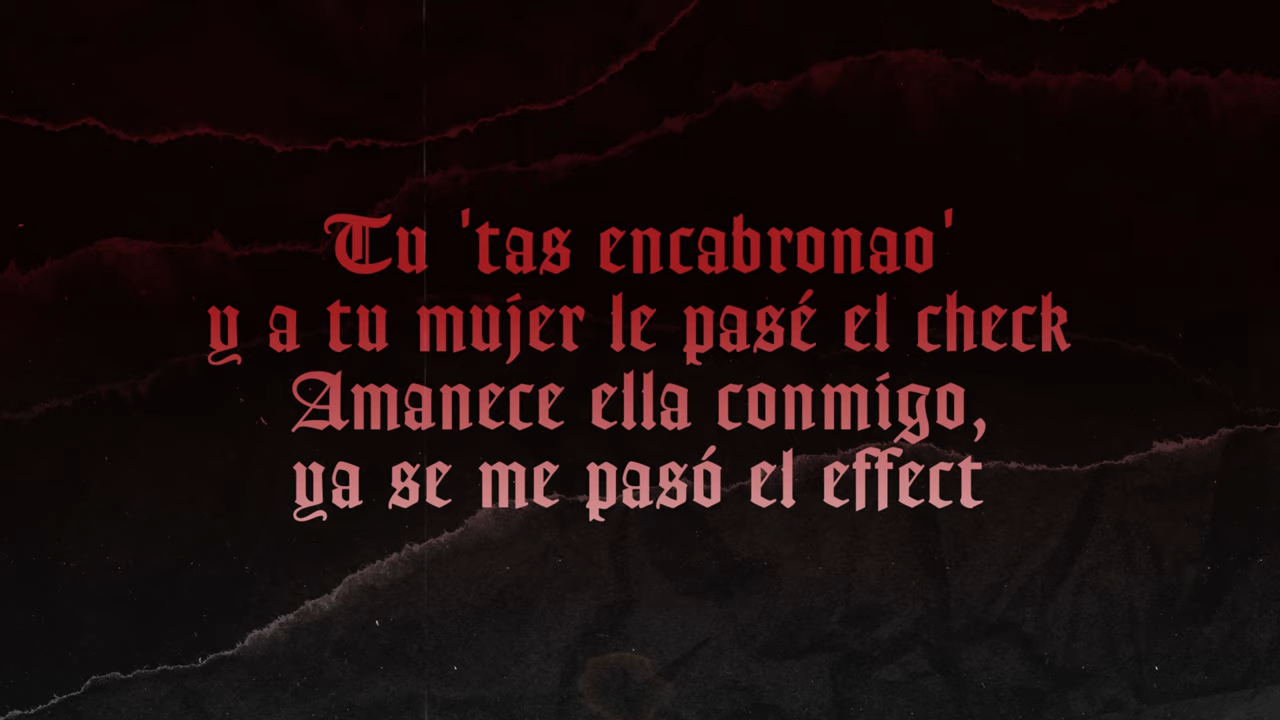 Tu 'tas encabronao'
y a tu mujer le pasé el check
Amanece ella conmigo,
ya se me pasó el effect